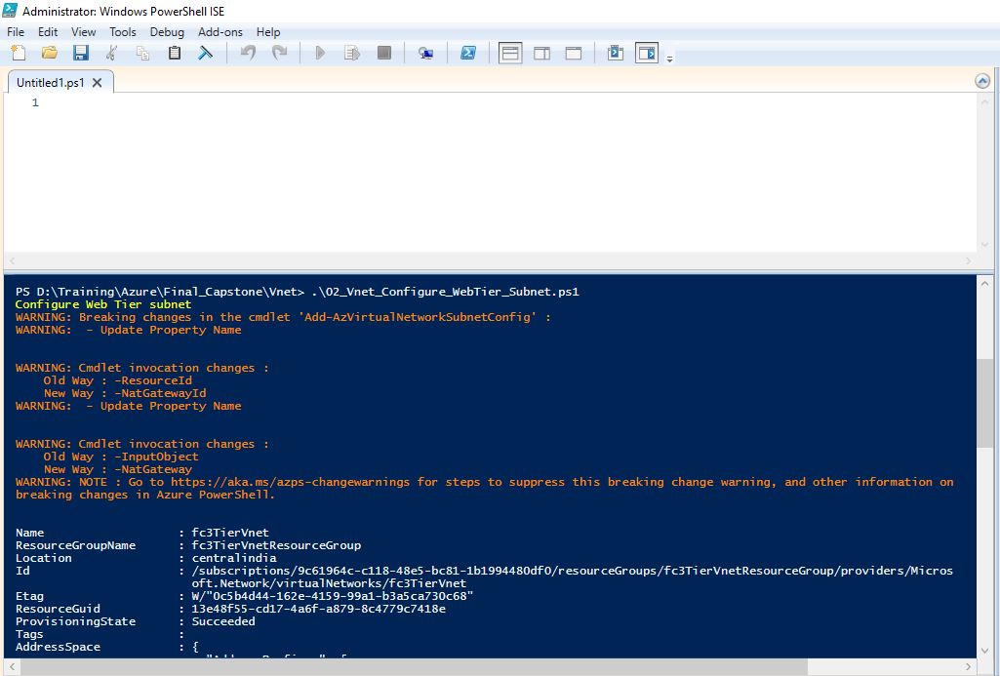 Administrator: Windows PowerShell ISE
File Edit View Tools Debug Add-ons Help
Untitled1.ps1
1
PS D:\Training\Azure\Final_Capstone\Vnet> .\02_Vnet_Configure_WebTier_Subnet.ps1
Configure Web Tier subnet
WARNING: Breaking changes in the cmdlet 'Add-AzVirtualNetworkSubnetConfig' :
WARNING:  - Update Property Name
WARNING: Cmdlet invocation changes :
    Old Way : -ResourceId
    New Way : -NatGatewayId
WARNING:  - Update Property Name
WARNING: Cmdlet invocation changes :
    Old Way : -InputObject
    New Way : -NatGateway
WARNING: NOTE : Go to https://aka.ms/azps-changewarnings for steps to suppress this breaking change warning, and other information on
breaking changes in Azure PowerShell.
Name : fc3TierVnet
ResourceGroupName : fc3TierVnetResourceGroup
Location : centralindia
Id : /subscriptions/9c61964c-c118-48e5-bc81-1b1994480df0/resourceGroups/fc3TierVnetResourceGroup/providers/Micros
oft.Network/virtualNetworks/fc3TierVnet
Etag : W/"0c5b4d44-162e-4159-99a1-b3a5ca730c68"
ResourceGuid : 13e48f55-cd17-4a6f-a879-8c4779c7418e
ProvisioningState : Succeeded
Tags :
AddressSpace : {